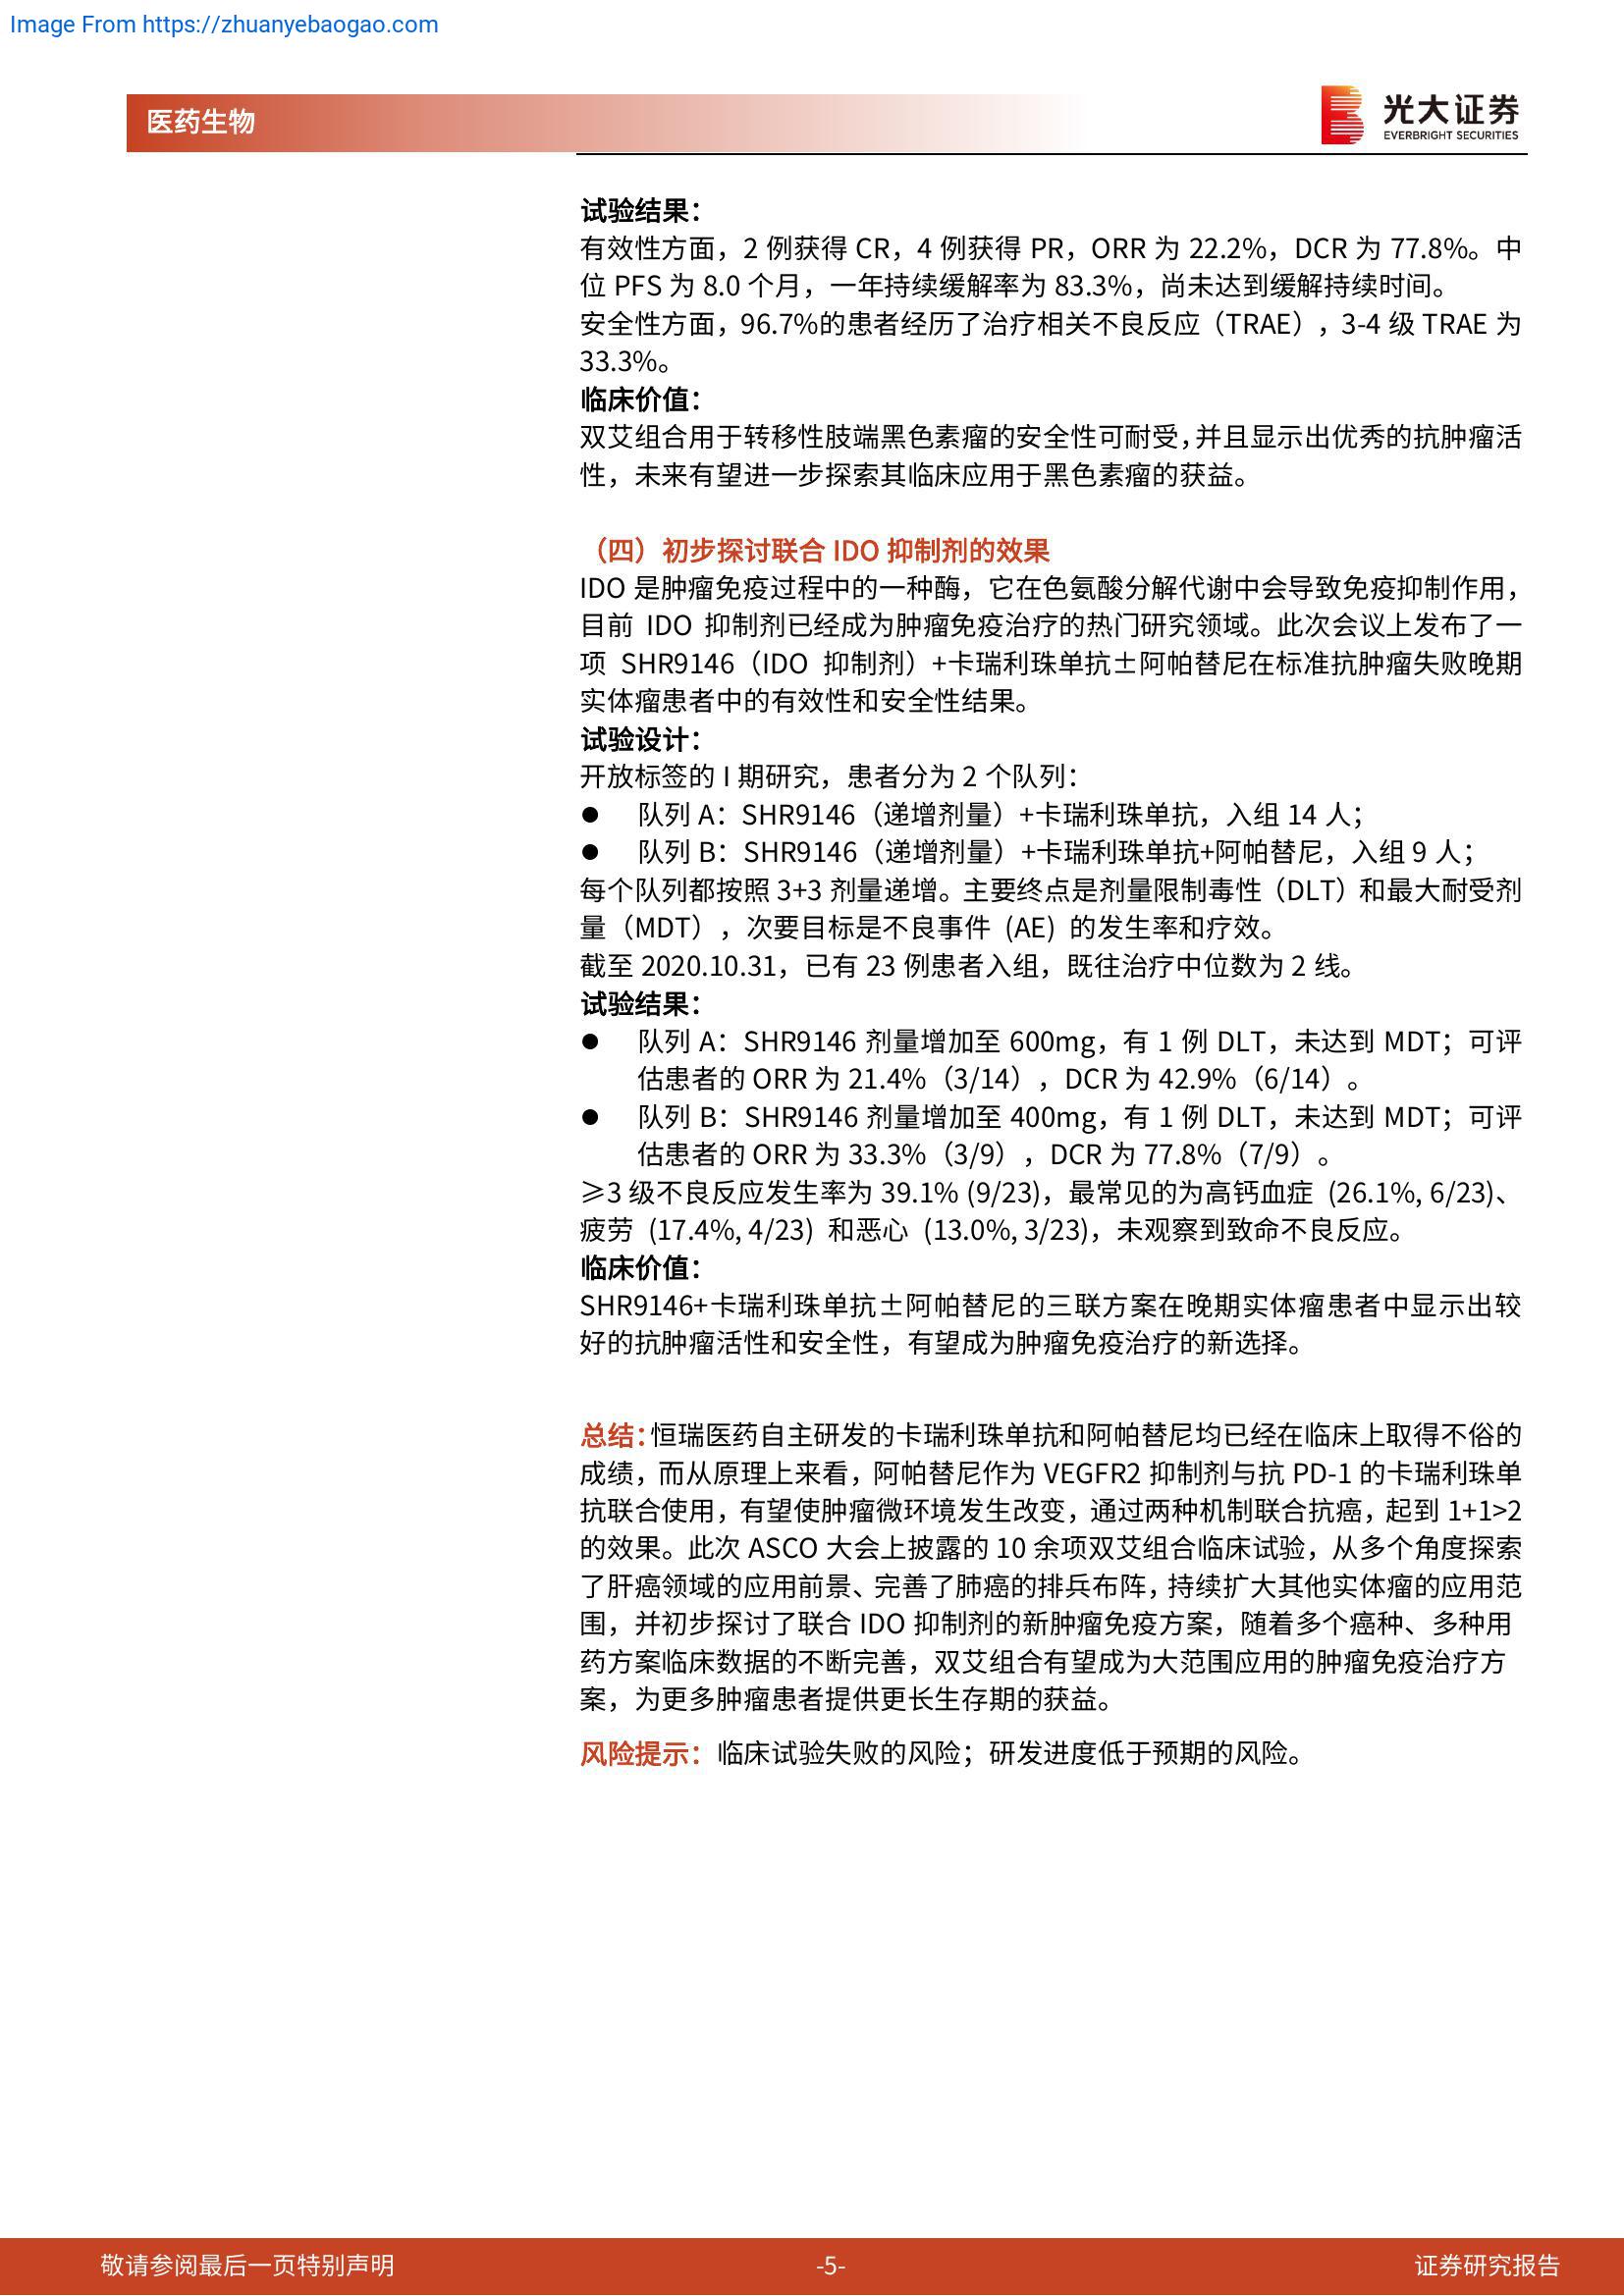 Image From https://zhuanyebaogao.com
医药生物
光大证券
EVERBRIGHT SECURITIES
试验结果：
有效性方面，2 例获得 CR，4 例获得 PR，ORR 为 22.2%，DCR 为 77.8%。中
位 PFS 为 8.0 个月，一年持续缓解率为 83.3%，尚未达到缓解持续时间。
安全性方面，96.7%的患者经历了治疗相关不良反应（TRAE），3-4 级 TRAE 为
33.3%。
临床价值：
双艾组合用于转移性肢端黑色素瘤的安全性可耐受，并且显示出优秀的抗肿瘤活
性，未来有望进一步探索其临床应用于黑色素瘤的获益。
（四）初步探讨联合 IDO 抑制剂的效果
IDO 是肿瘤免疫过程中的一种酶，它在色氨酸分解代谢中会导致免疫抑制作用，
目前 IDO 抑制剂已经成为肿瘤免疫治疗的热门研究领域。此次会议上发布了一
项 SHR9146（IDO 抑制剂）+卡瑞利珠单抗±阿帕替尼在标准抗肿瘤失败晚期
实体瘤患者中的有效性和安全性结果。
试验设计：
开放标签的 I 期研究，患者分为 2 个队列：
● 队列 A：SHR9146（递增剂量）+卡瑞利珠单抗，入组 14 人；
● 队列 B：SHR9146（递增剂量）+卡瑞利珠单抗+阿帕替尼，入组 9 人；
每个队列都按照 3+3 剂量递增。主要终点是剂量限制毒性（DLT）和最大耐受剂
量（MDT），次要目标是不良事件 (AE) 的发生率和疗效。
截至 2020.10.31，已有 23 例患者入组，既往治疗中位数为 2 线。
试验结果：
● 队列 A：SHR9146 剂量增加至 600mg，有 1 例 DLT，未达到 MDT；可评
估患者的 ORR 为 21.4%（3/14），DCR 为 42.9%（6/14）。
● 队列 B：SHR9146 剂量增加至 400mg，有 1 例 DLT，未达到 MDT；可评
估患者的 ORR 为 33.3%（3/9），DCR 为 77.8%（7/9）。
≥3 级不良反应发生率为 39.1% (9/23)，最常见的为高钙血症 (26.1%, 6/23)、
疲劳 (17.4%, 4/23) 和恶心 (13.0%, 3/23)，未观察到致命不良反应。
临床价值：
SHR9146+卡瑞利珠单抗±阿帕替尼的三联方案在晚期实体瘤患者中显示出较
好的抗肿瘤活性和安全性，有望成为肿瘤免疫治疗的新选择。
总结：恒瑞医药自主研发的卡瑞利珠单抗和阿帕替尼均已经在临床上取得不俗的
成绩，而从原理上来看，阿帕替尼作为 VEGFR2 抑制剂与抗 PD-1 的卡瑞利珠单
抗联合使用，有望使肿瘤微环境发生改变，通过两种机制联合抗癌，起到 1+1>2
的效果。此次 ASCO 大会上披露的 10 余项双艾组合临床试验，从多个角度探索
了肝癌领域的应用前景、完善了肺癌的排兵布阵，持续扩大其他实体瘤的应用范
围，并初步探讨了联合 IDO 抑制剂的新肿瘤免疫方案，随着多个癌种、多种用
药方案临床数据的不断完善，双艾组合有望成为大范围应用的肿瘤免疫治疗方
案，为更多肿瘤患者提供更长生存期的获益。
风险提示：临床试验失败的风险；研发进度低于预期的风险。
敬请参阅最后一页特别声明
-5-
证券研究报告